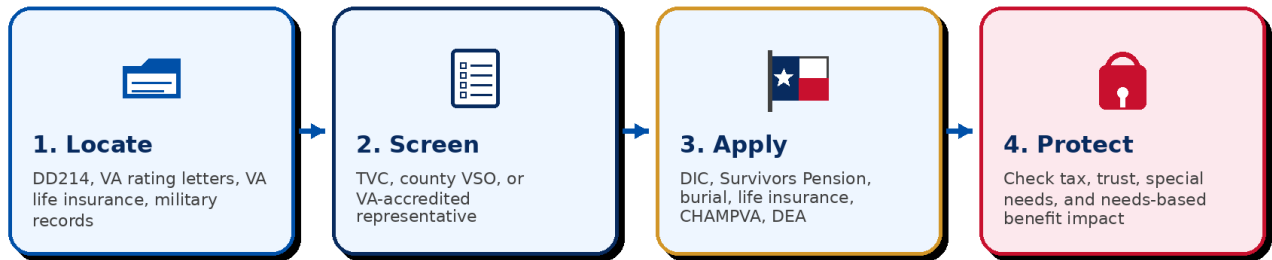 1. Locate
DD214, VA rating letters, VA
life insurance, military
records
2. Screen
TVC, county VSO, or
VA-accredited
representative
3. Apply
DIC, Survivors Pension,
burial, life insurance,
CHAMPVA, DEA
4. Protect
Check tax, trust, special
needs, and needs-based
benefit impact